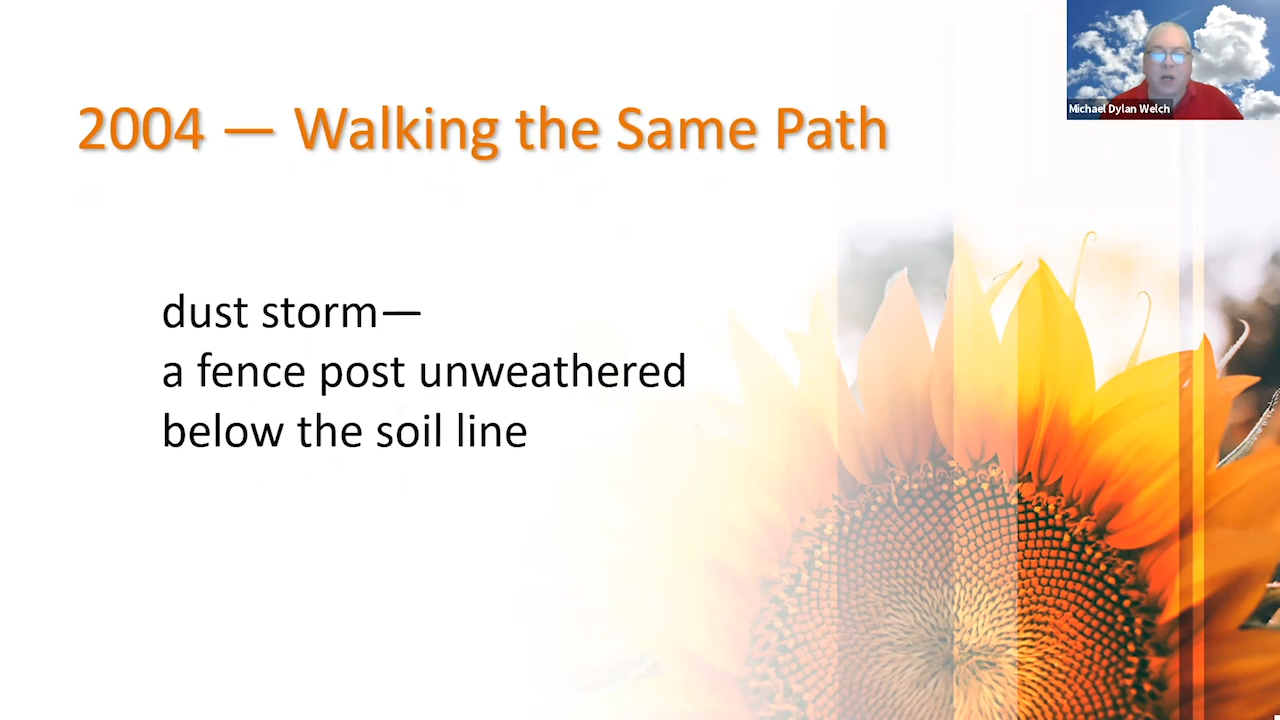 2004 — Walking the Same Path
dust storm—
a fence post unweathered
below the soil line
Michael Dylan Welch